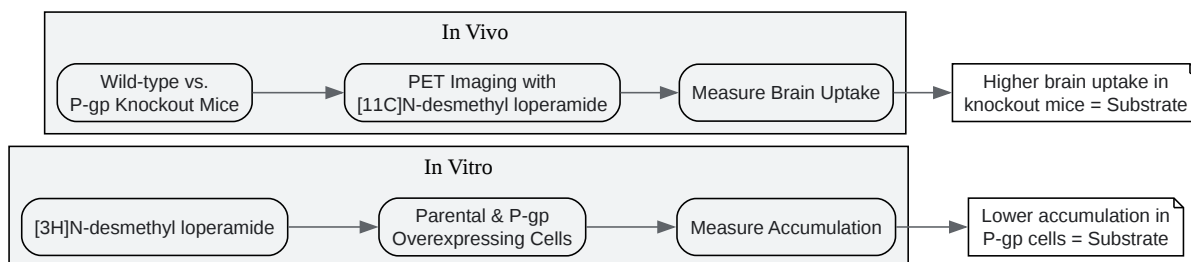 In Vivo
Wild-type vs.
P-gp Knockout Mice
PET Imaging with
[11C]N-desmethyl loperamide
Measure Brain Uptake
Higher brain uptake in
knockout mice = Substrate
In Vitro
[3H]N-desmethyl loperamide
Parental & P-gp
Overexpressing Cells
Measure Accumulation
Lower accumulation in
P-gp cells = Substrate